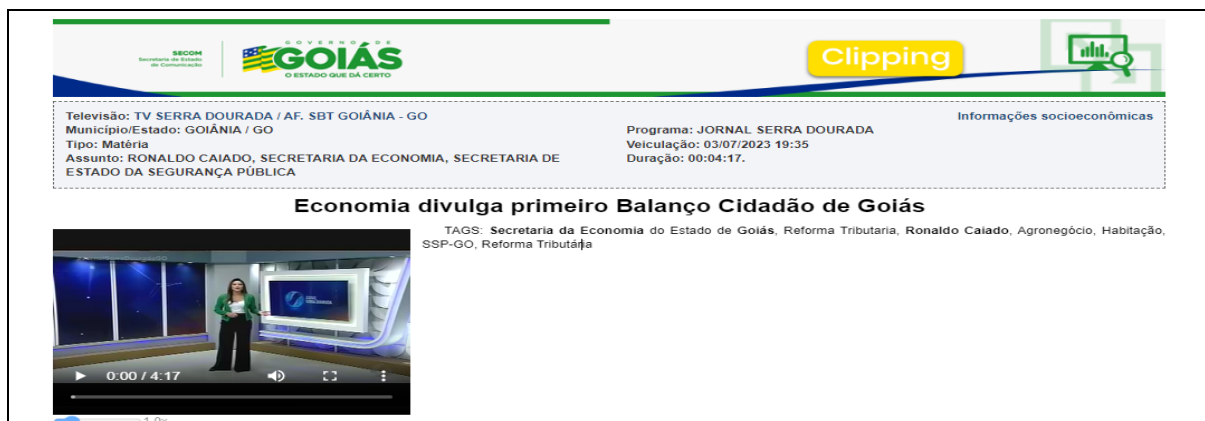 SECOM
Secretaria de Estado
de Comunicação
GOVERNO DE
GOIÁS
O ESTADO QUE DÁ CERTO
Clipping
Televisão: TV SERRA DOURADA / AF. SBT GOIÂNIA - GO
Informações socioeconômicas
Município/Estado: GOIÂNIA / GO
Programa: JORNAL SERRA DOURADA
Tipo: Matéria
Veiculação: 03/07/2023 19:35
Assunto: RONALDO CAIADO, SECRETARIA DA ECONOMIA, SECRETARIA DE
Duração: 00:04:17.
ESTADO DA SEGURANÇA PÚBLICA
Economia divulga primeiro Balanço Cidadão de Goiás
TAGS: Secretaria da Economia do Estado de Goiás, Reforma Tributaria, Ronaldo Caiado, Agronegócio, Habitação,
SSP-GO, Reforma Tributária
0:00 / 4:17